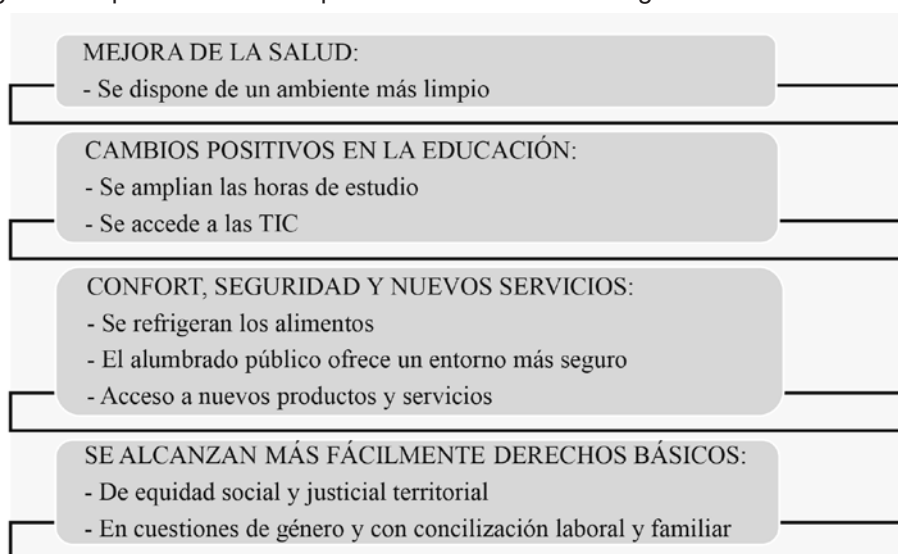 MEJORA DE LA SALUD:
- Se dispone de un ambiente más limpio
CAMBIOS POSITIVOS EN LA EDUCACIÓN:
- Se amplian las horas de estudio
- Se accede a las TIC
CONFORT, SEGURIDAD Y NUEVOS SERVICIOS:
- Se refrigeran los alimentos
- El alumbrado público ofrece un entorno más seguro
- Acceso a nuevos productos y servicios
SE ALCANZAN MÁS FÁCILMENTE DERECHOS BÁSICOS:
- De equidad social y justicial territorial
- En cuestiones de género y con concilización laboral y familiar